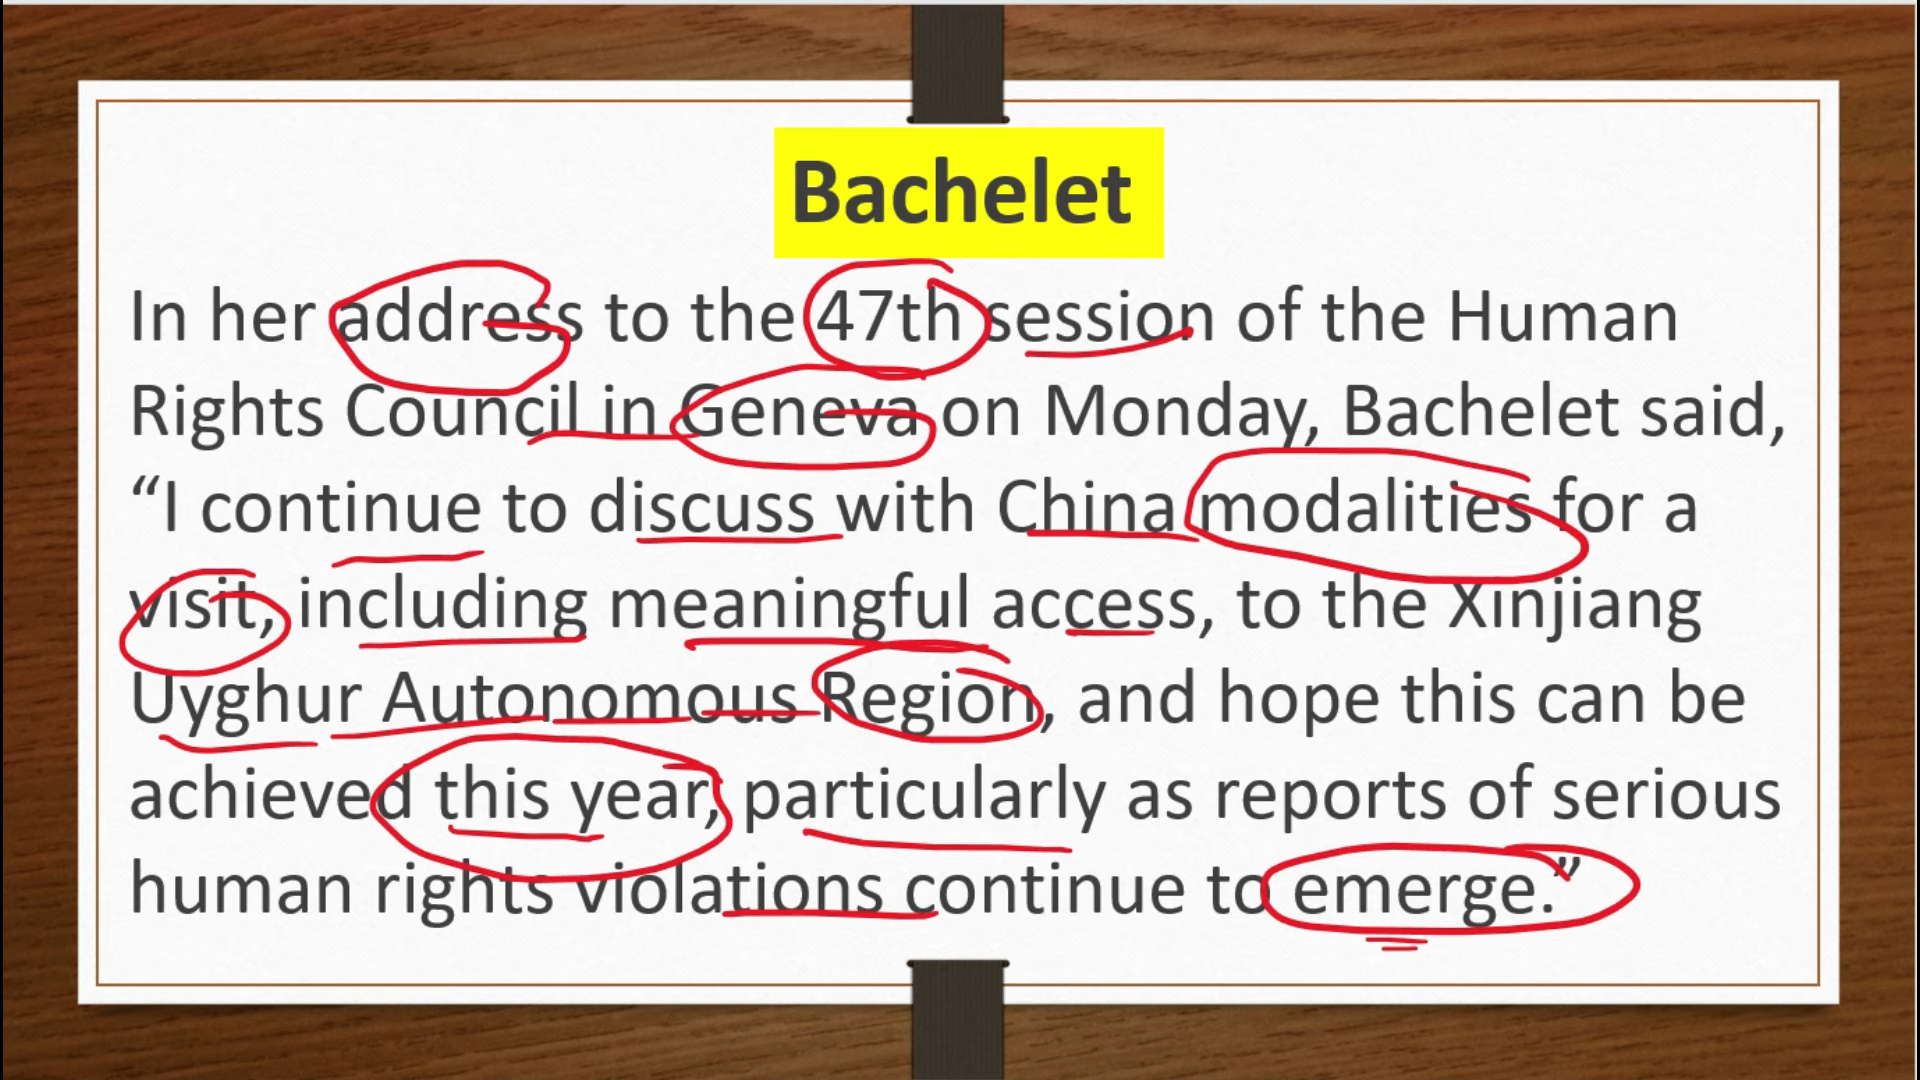 Bachelet
In her address to the 47th session of the Human
Rights Council in Geneva on Monday, Bachelet said,
“I continue to discuss with China modalities for a
visit, including meaningful access, to the Xinjiang
Uyghur Autonomous Region, and hope this can be
achieved this year, particularly as reports of serious
human rights violations continue to emerge.”